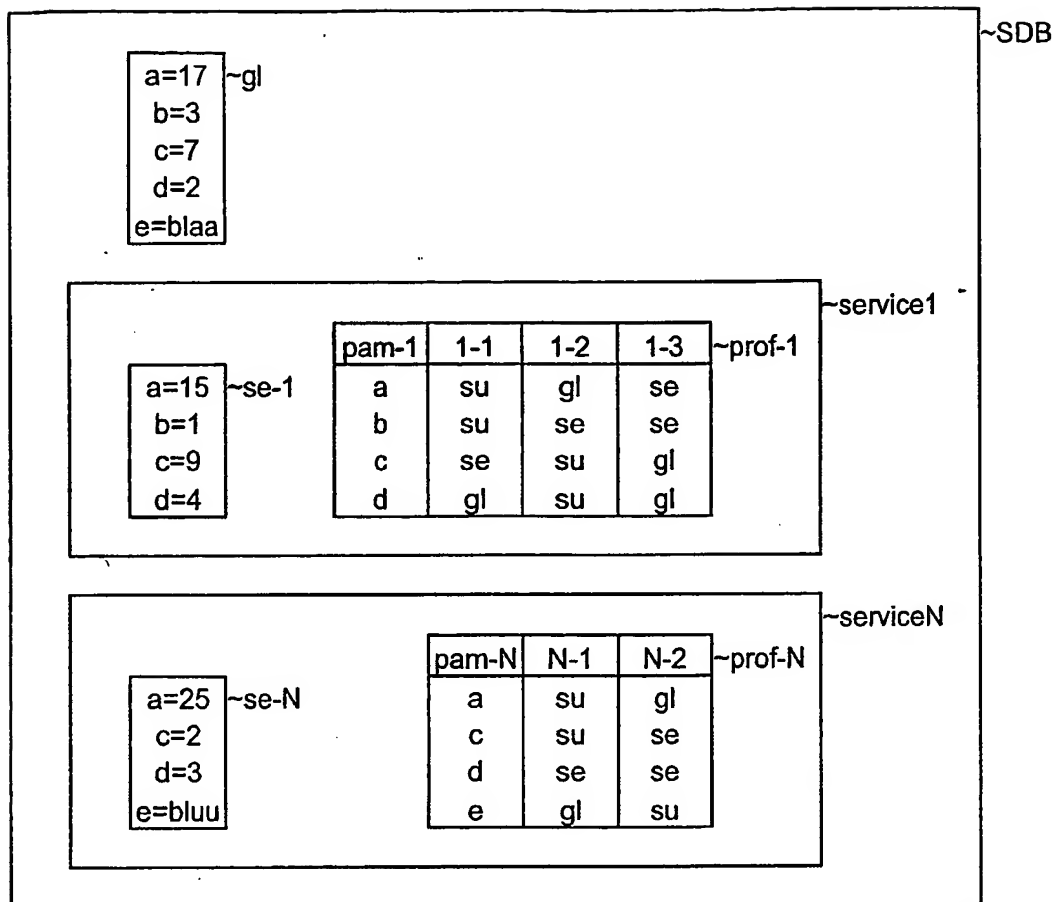 ~SDB
a=17 ~gl
b=3
c=7
d=2
e=blaa
~service1
pam-1 1-1 1-2 1-3 ~prof-1
a=15 ~se-1 a su gl se
b=1 b su se se
c=9 c se su gl
d=4 d gl su gl
~serviceN
pam-N N-1 N-2 ~prof-N
a=25 ~se-N a su gl
c=2 c su se
d=3 d se se
e=bluu e gl su